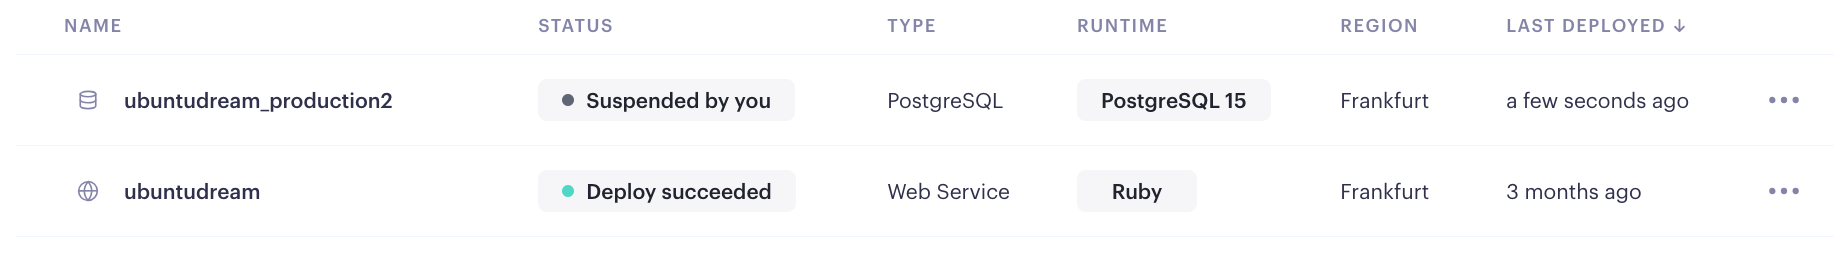 NAME STATUS TYPE RUNTIME REGION LAST DEPLOYED ↓
ubuntudream_production2 Suspended by you PostgreSQL PostgreSQL 15 Frankfurt a few seconds ago
ubuntudream Deploy succeeded Web Service Ruby Frankfurt 3 months ago